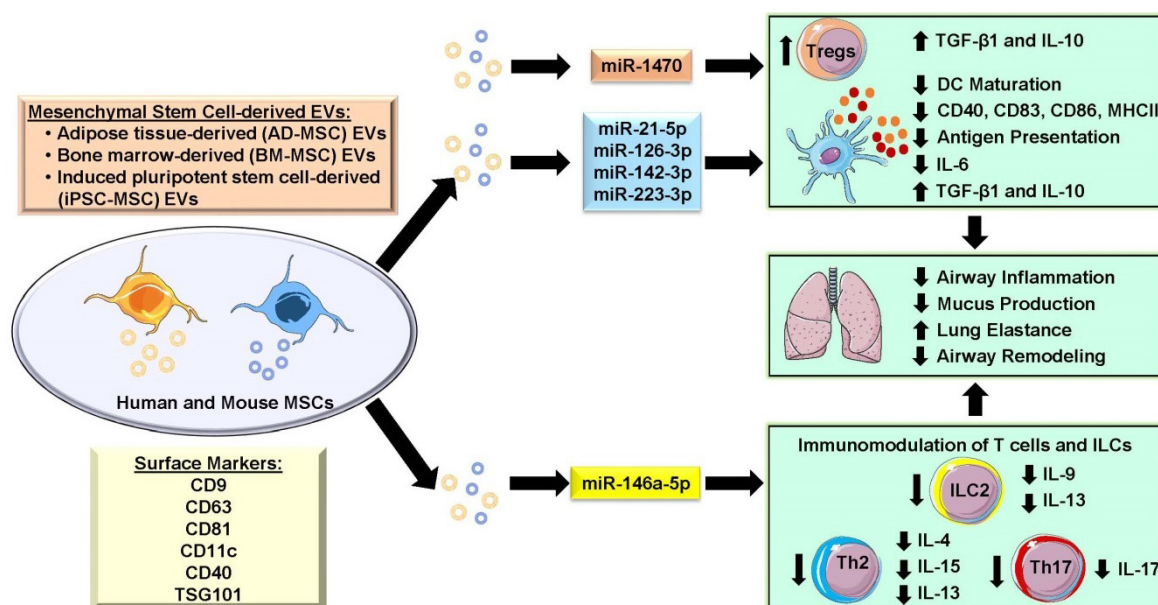 Mesenchymal Stem Cell-derived EVs:
• Adipose tissue-derived (AD-MSC) EVs
• Bone marrow-derived (BM-MSC) EVs
• Induced pluripotent stem cell-derived
(iPSC-MSC) EVs
Human and Mouse MSCs
Surface Markers:
CD9
CD63
CD81
CD11c
CD40
TSG101
miR-1470
miR-21-5p
miR-126-3p
miR-142-3p
miR-223-3p
miR-146a-5p
Tregs
TGF-β1 and IL-10
DC Maturation
CD40, CD83, CD86, MHCII
Antigen Presentation
IL-6
TGF-β1 and IL-10
Airway Inflammation
Mucus Production
Lung Elastance
Airway Remodeling
Immunomodulation of T cells and ILCs
ILC2
IL-9
IL-13
Th2
IL-4
IL-15
IL-13
Th17
IL-17